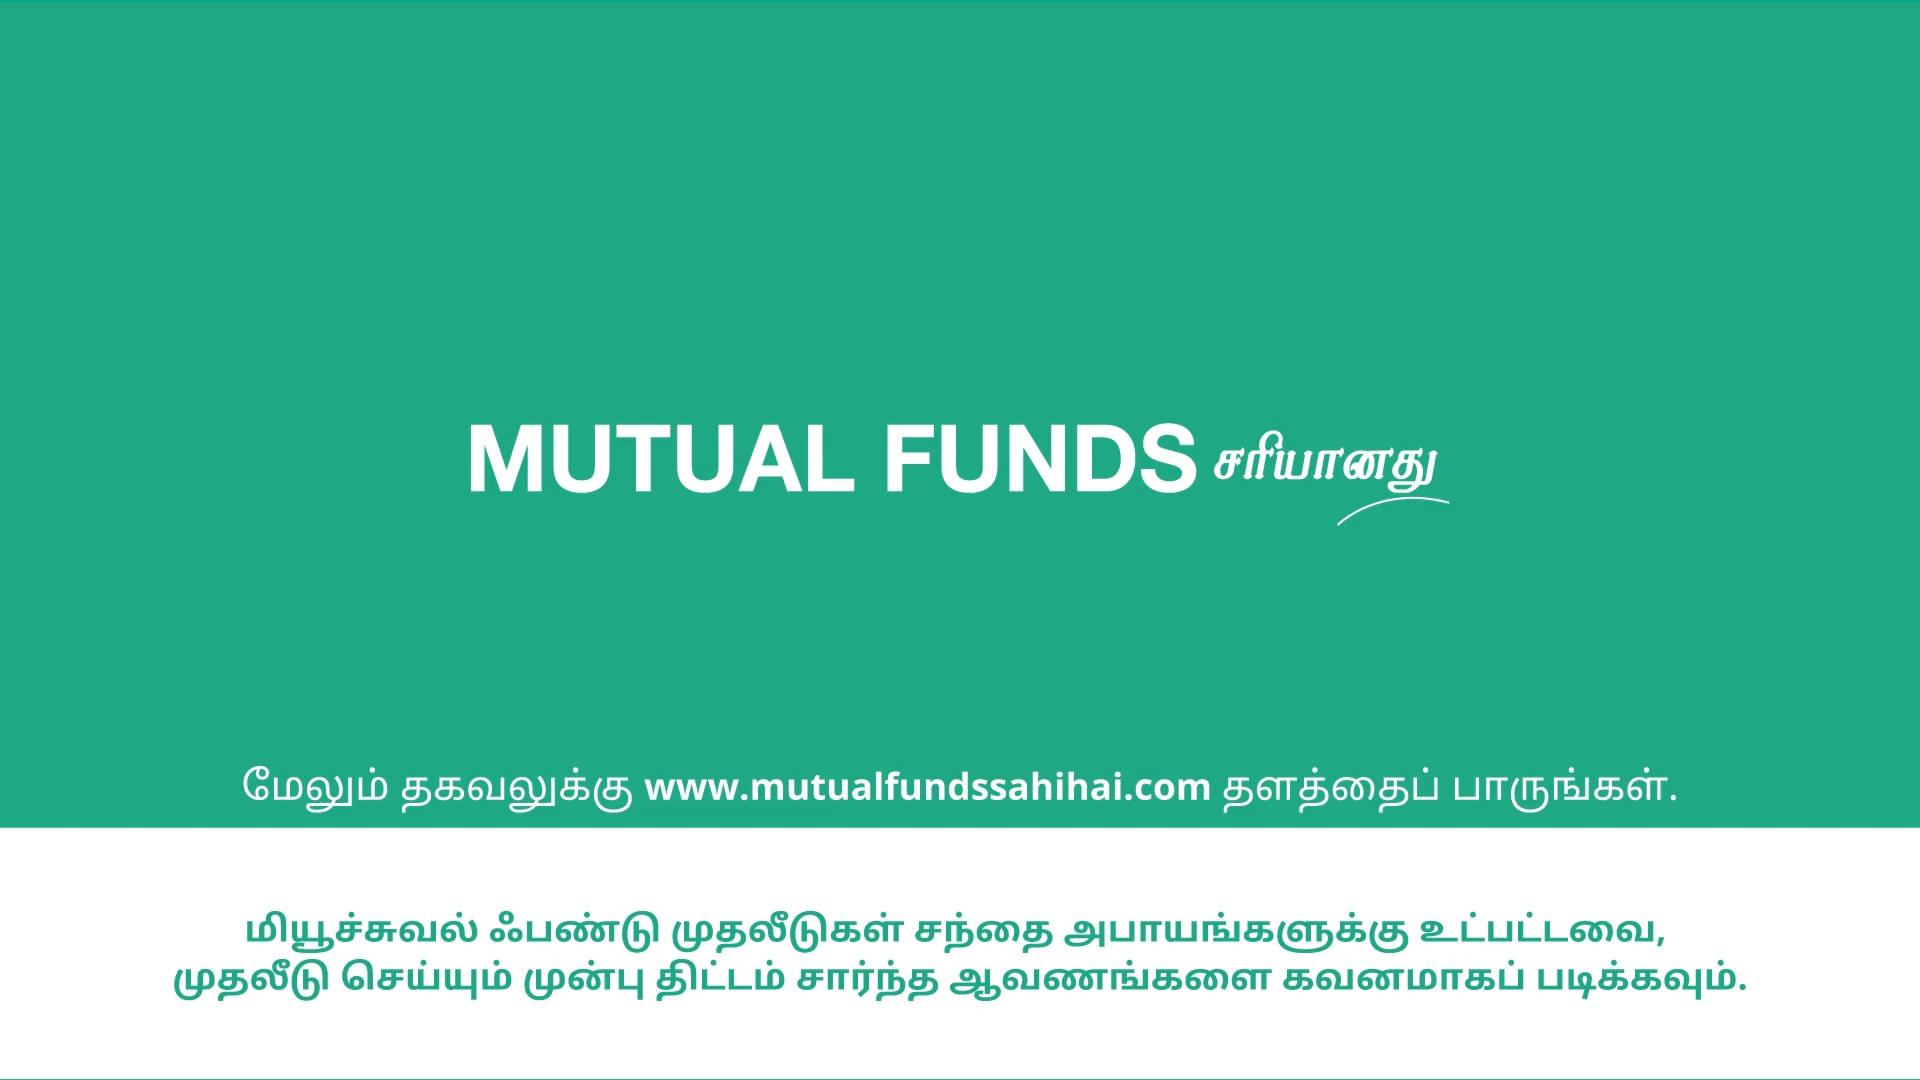 MUTUAL FUNDS சரியானது
மேலும் தகவலுக்கு www.mutualfundssahihai.com தளத்தைப் பாருங்கள்.
மியூச்சுவல் ஃபண்டு முதலீடுகள் சந்தை அபாயங்களுக்கு உட்பட்டவை,
முதலீடு செய்யும் முன்பு திட்டம் சார்ந்த ஆவணங்களை கவனமாகப் படிக்கவும்.